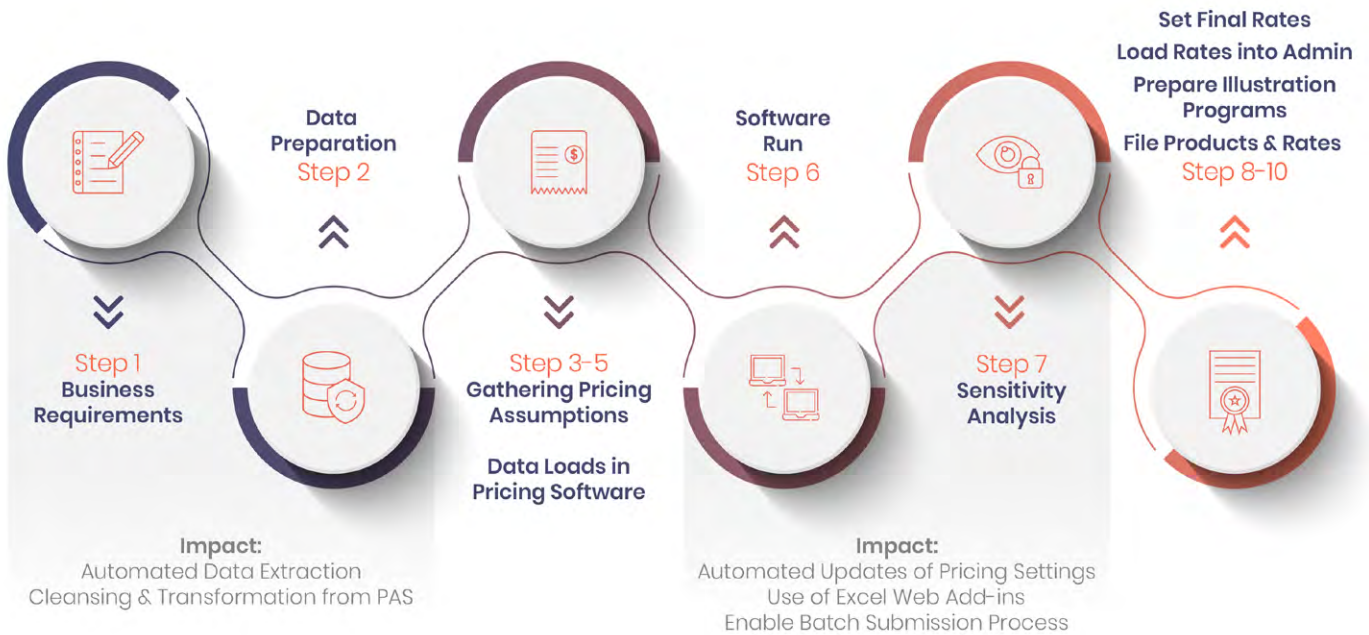 Step 1
Business
Requirements
Data
Preparation
Step 2
Step 3-5
Gathering Pricing
Assumptions
Data Loads in
Pricing Software
Software
Run
Step 6
Step 7
Sensitivity
Analysis
Set Final Rates
Load Rates into Admin
Prepare Illustration
Programs
File Products & Rates
Step 8-10
$
Impact:
Automated Data Extraction
Cleansing & Transformation from PAS
Impact:
Automated Updates of Pricing Settings
Use of Excel Web Add-ins
Enable Batch Submission Process